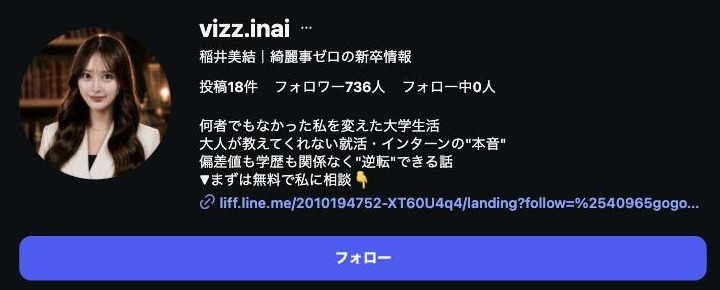 vizz.inai ...
稲井美結｜綺麗事ゼロの新卒情報
投稿18件 フォロワー736人 フォロー中0人
何者でもなかった私を変えた大学生活
大人が教えてくれない就活・インターンの"本音"
偏差値も学歴も関係なく"逆転"できる話
▼まずは無料で私に相談👇
liff.line.me/2010194752-XT60U4q4/landing?follow=%2540965gogo...
フォロー